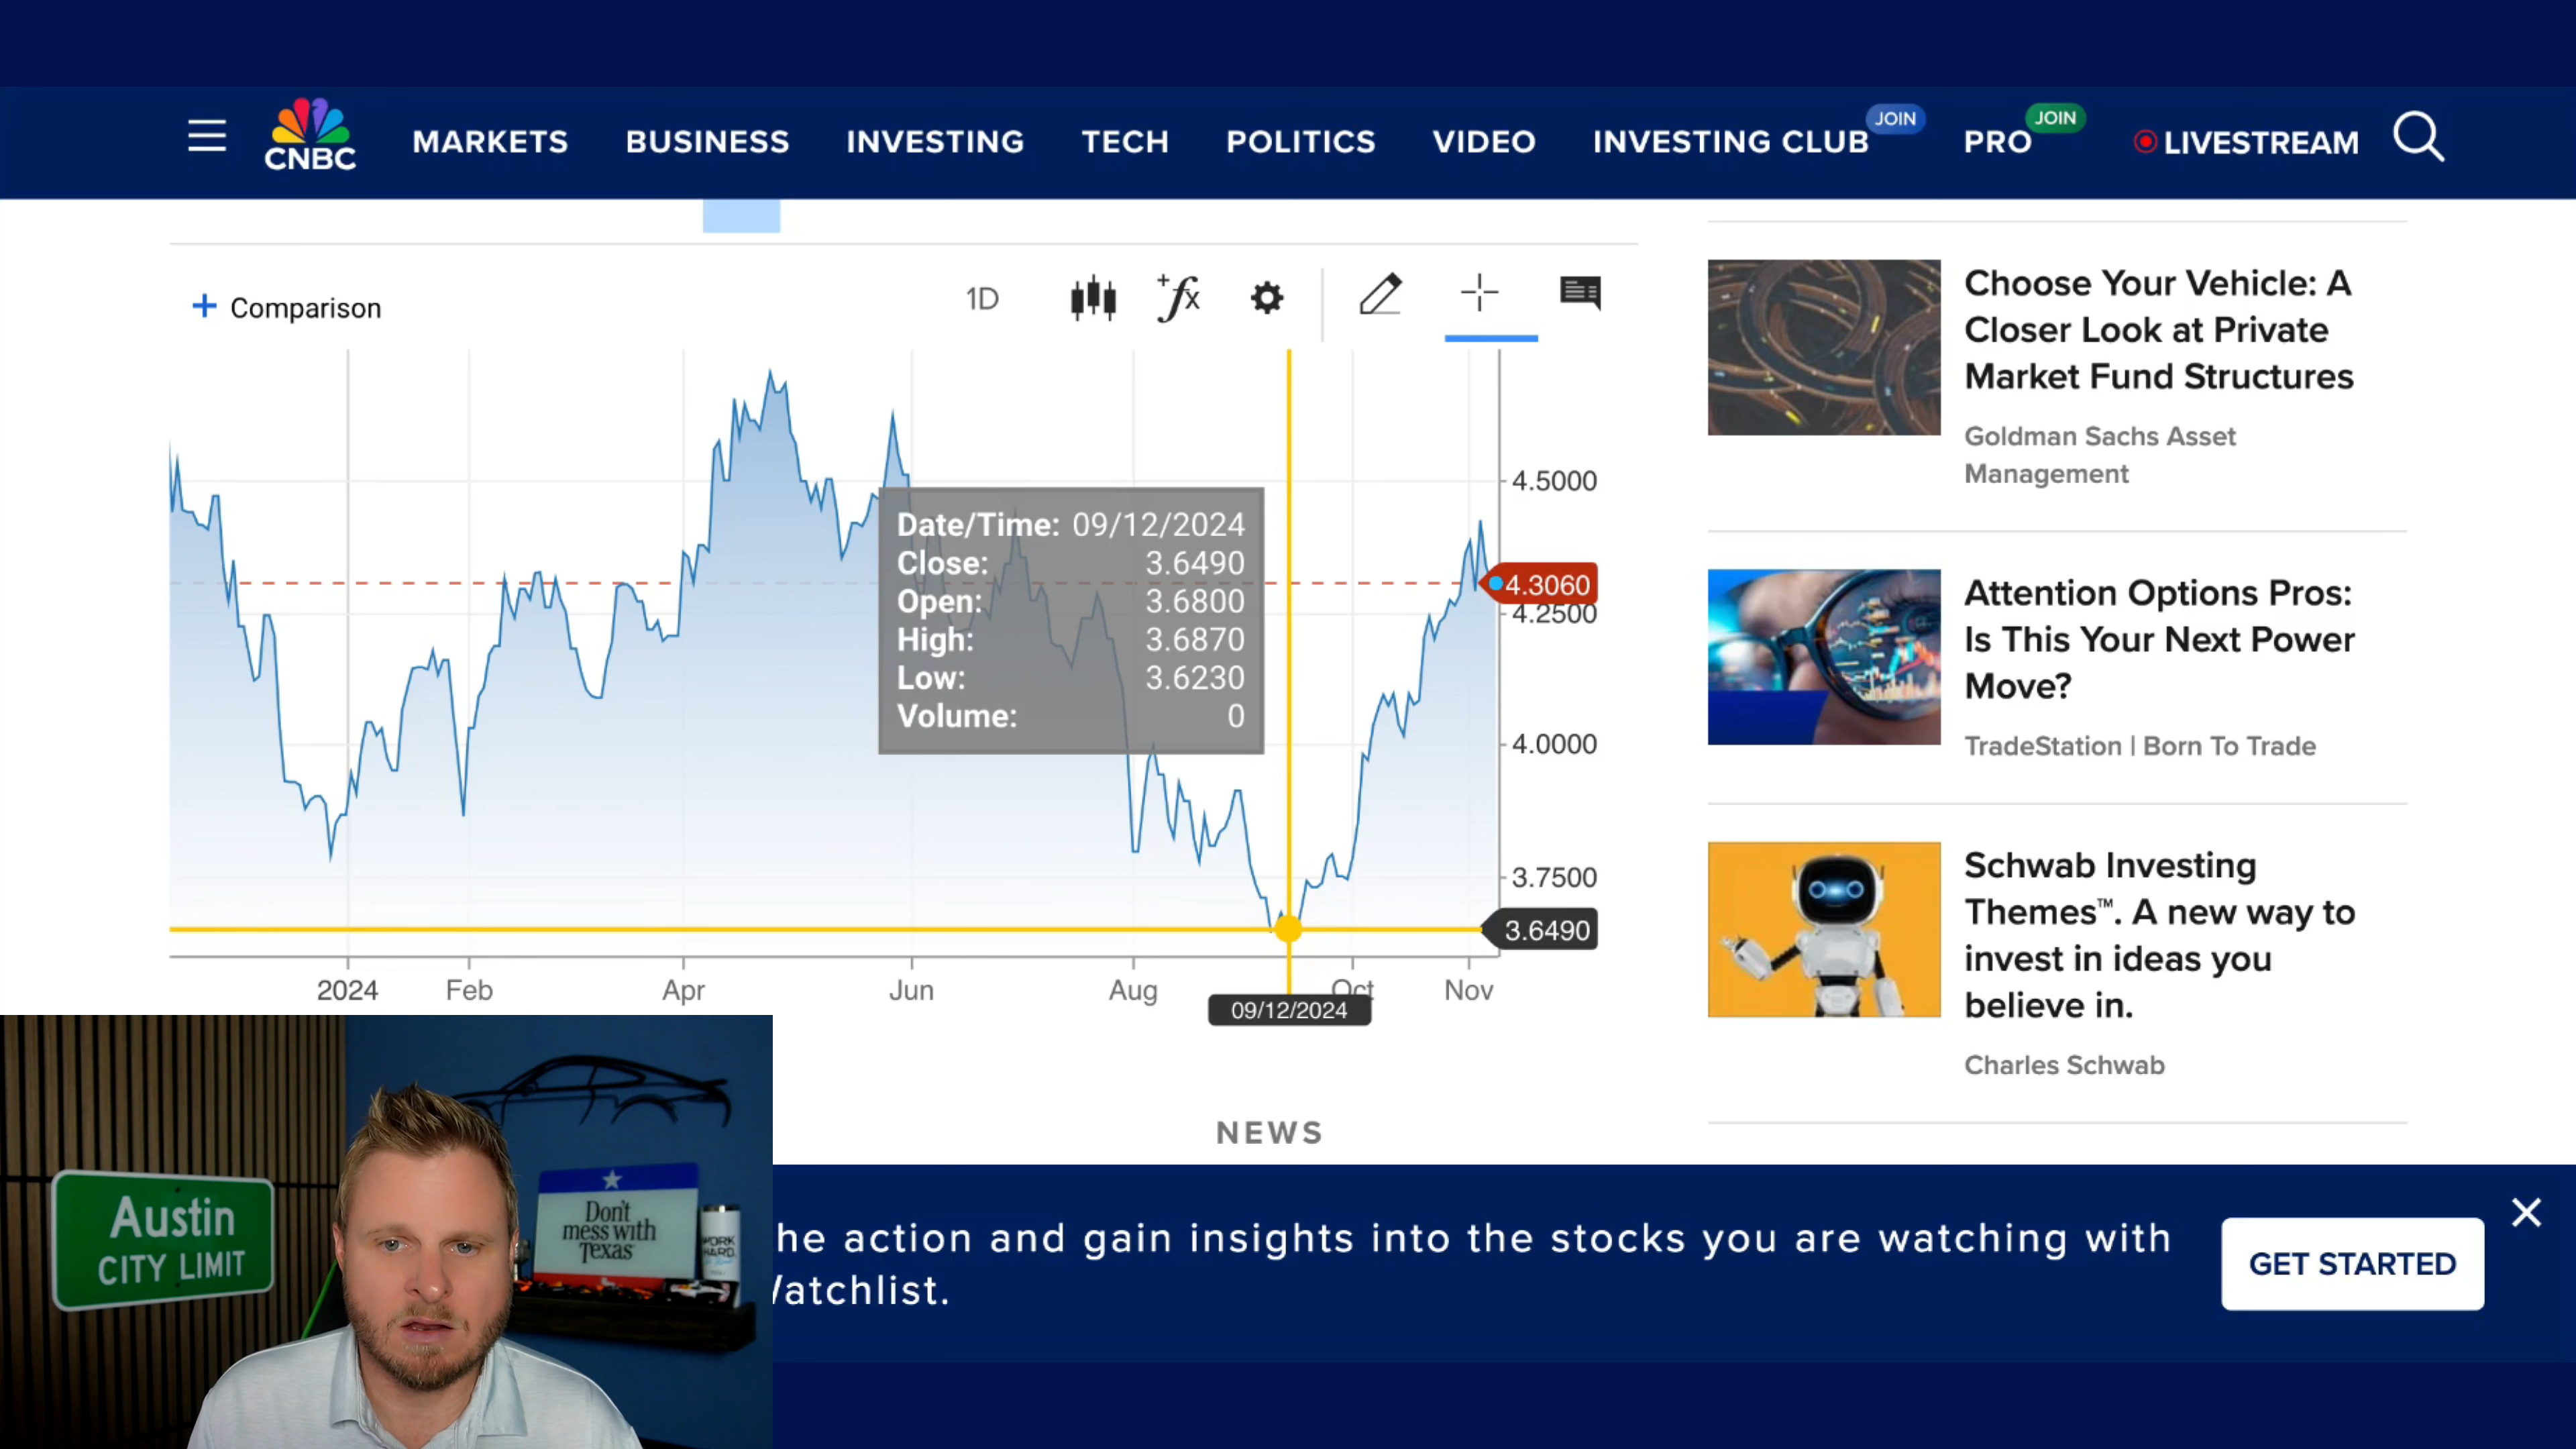 CNBC
MARKETS
BUSINESS
INVESTING
TECH
POLITICS
VIDEO
INVESTING CLUB
JOIN
PRO
JOIN
LIVESTREAM
+ Comparison
1D
+fx
Date/Time: 09/12/2024
Close: 3.6490
Open: 3.6800
High: 3.6870
Low: 3.6230
Volume: 0
4.5000
4.3060
4.2500
4.0000
3.7500
3.6490
2024
Feb
Apr
Jun
Aug
Oct
Nov
09/12/2024
Choose Your Vehicle: A
Closer Look at Private
Market Fund Structures
Goldman Sachs Asset
Management
Attention Options Pros:
Is This Your Next Power
Move?
TradeStation | Born To Trade
Schwab Investing
Themes™. A new way to
invest in ideas you
believe in.
Charles Schwab
NEWS
he action and gain insights into the stocks you are watching with
Watchlist.
GET STARTED
Austin
CITY LIMIT
Don't
mess with
Texas
WORK
HARD.